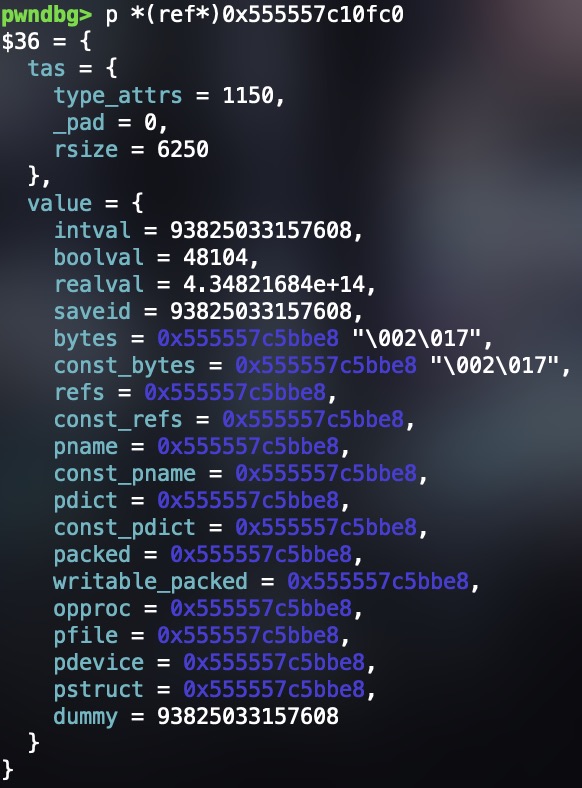 pwndbg> p *(ref*)0x555557c10fc0
$36 = {
  tas = {
    type_attrs = 1150,
    _pad = 0,
    rsize = 6250
  },
  value = {
    intval = 93825033157608,
    boolval = 48104,
    realval = 4.34821684e+14,
    saveid = 93825033157608,
    bytes = 0x555557c5bbe8 "\002\017",
    const_bytes = 0x555557c5bbe8 "\002\017",
    refs = 0x555557c5bbe8,
    const_refs = 0x555557c5bbe8,
    pname = 0x555557c5bbe8,
    const_pname = 0x555557c5bbe8,
    pdict = 0x555557c5bbe8,
    const_pdict = 0x555557c5bbe8,
    packed = 0x555557c5bbe8,
    writable_packed = 0x555557c5bbe8,
    opproc = 0x555557c5bbe8,
    pfile = 0x555557c5bbe8,
    pdevice = 0x555557c5bbe8,
    pstruct = 0x555557c5bbe8,
    dummy = 93825033157608
  }
}